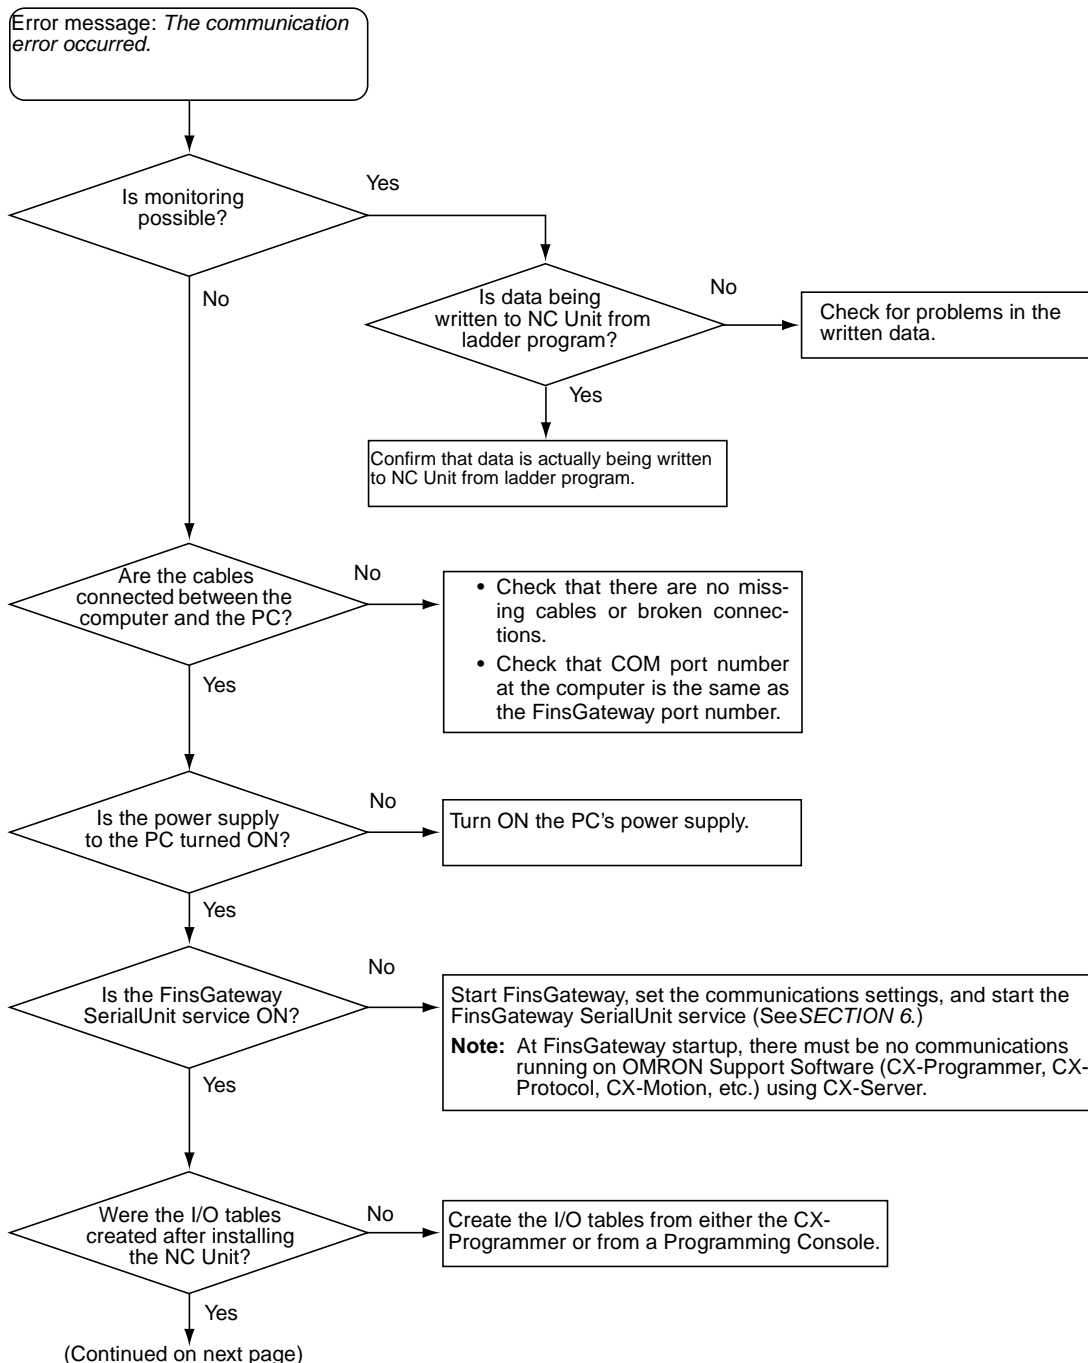 Error message: The communication
error occurred.
Is monitoring
possible?
Yes
No
Is data being
written to NC Unit from
ladder program?
No
Check for problems in the
written data.
Yes
Confirm that data is actually being written
to NC Unit from ladder program.
Are the cables
connected between the
computer and the PC?
No
• Check that there are no miss-
ing cables or broken connec-
tions.
• Check that COM port number
at the computer is the same as
the FinsGateway port number.
Yes
Is the power supply
to the PC turned ON?
No
Turn ON the PC's power supply.
Yes
Is the FinsGateway
SerialUnit service ON?
No
Start FinsGateway, set the communications settings, and start the
FinsGateway SerialUnit service (SeeSECTION 6.)
Note: At FinsGateway startup, there must be no communications
running on OMRON Support Software (CX-Programmer, CX-
Protocol, CX-Motion, etc.) using CX-Server.
Yes
Were the I/O tables
created after installing
the NC Unit?
No
Create the I/O tables from either the CX-
Programmer or from a Programming Console.
Yes
(Continued on next page)